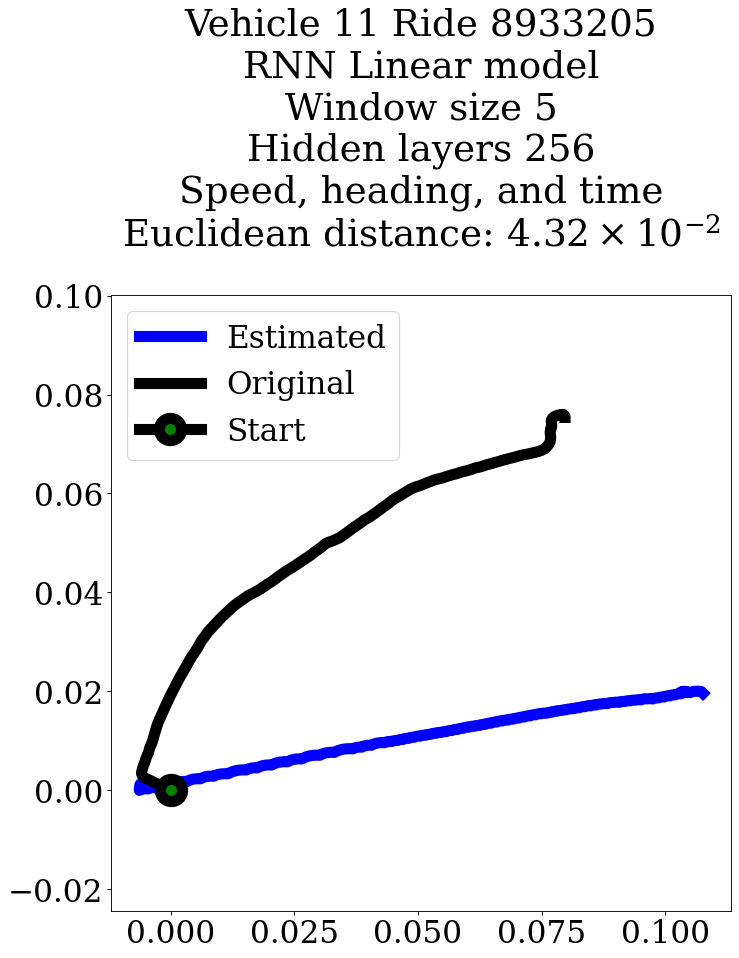 Vehicle 11 Ride 8933205
RNN Linear model
Window size 5
Hidden layers 256
Speed, heading, and time
Euclidean distance: 4.32 × 10⁻²
0.10
0.08
0.06
0.04
0.02
0.00
−0.02
Estimated
Original
Start
0.000 0.025 0.050 0.075 0.100